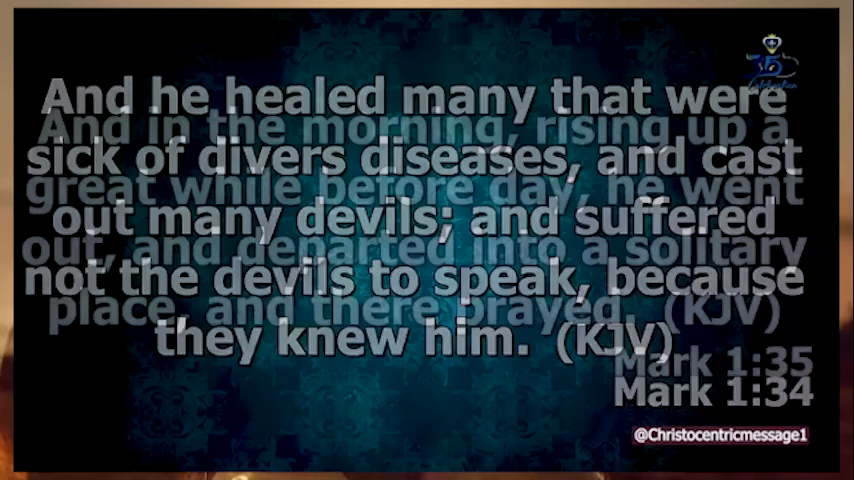 And he healed many that were
And in the morning, rising up a
sick of divers diseases, and cast
great while before day, he went
out many devils; and suffered
out, and departed into a solitary
not the devils to speak, because
place, and there prayed. (KJV)
they knew him. (KJV)
Mark 1:35
Mark 1:34
@Christocentricmessage1